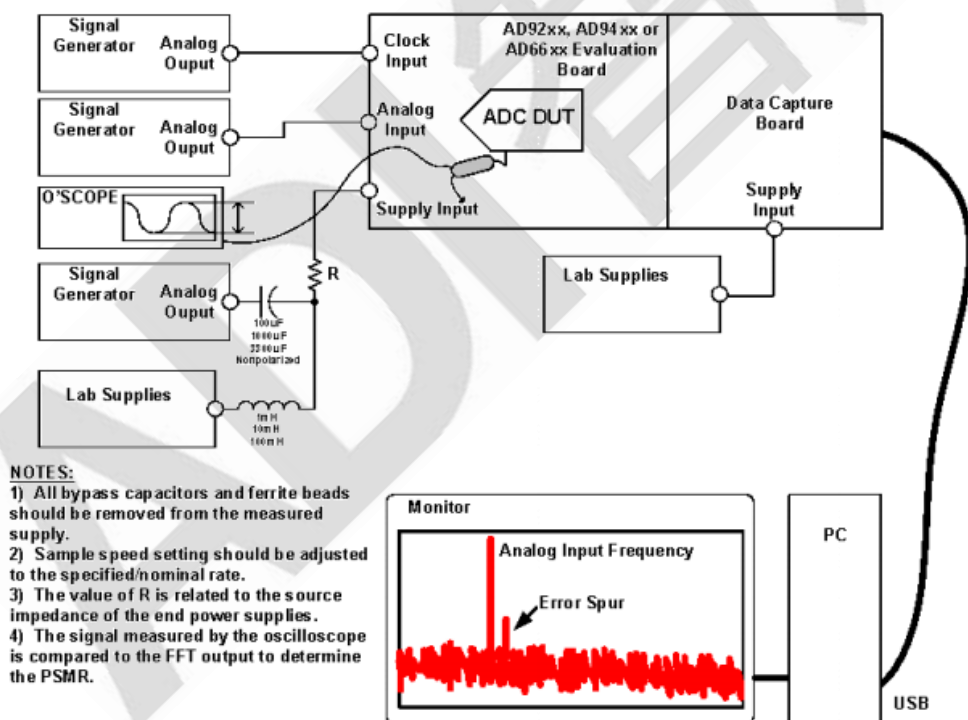 Signal
Generator
Analog
Ouput
Clock
Input
AD92xx, AD94xx or
AD66xx Evaluation
Board
Signal
Generator
Analog
Ouput
Analog
Input
ADC DUT
Data Capture
Board
O'SCOPE
Supply Input
Supply
Input
Signal
Generator
Analog
Ouput
R
100uF
1000uF
3300uF
Nonpolarized
Lab Supplies
Lab Supplies
1mH
10mH
100mH
NOTES:
1) All bypass capacitors and ferrite beads
should be removed from the measured
supply.
2) Sample speed setting should be adjusted
to the specified/nominal rate.
3) The value of R is related to the source
impedance of the end power supplies.
4) The signal measured by the oscilloscope
is compared to the FFT output to determine
the PSMR.
Monitor
Analog Input Frequency
Error Spur
PC
USB
ADI